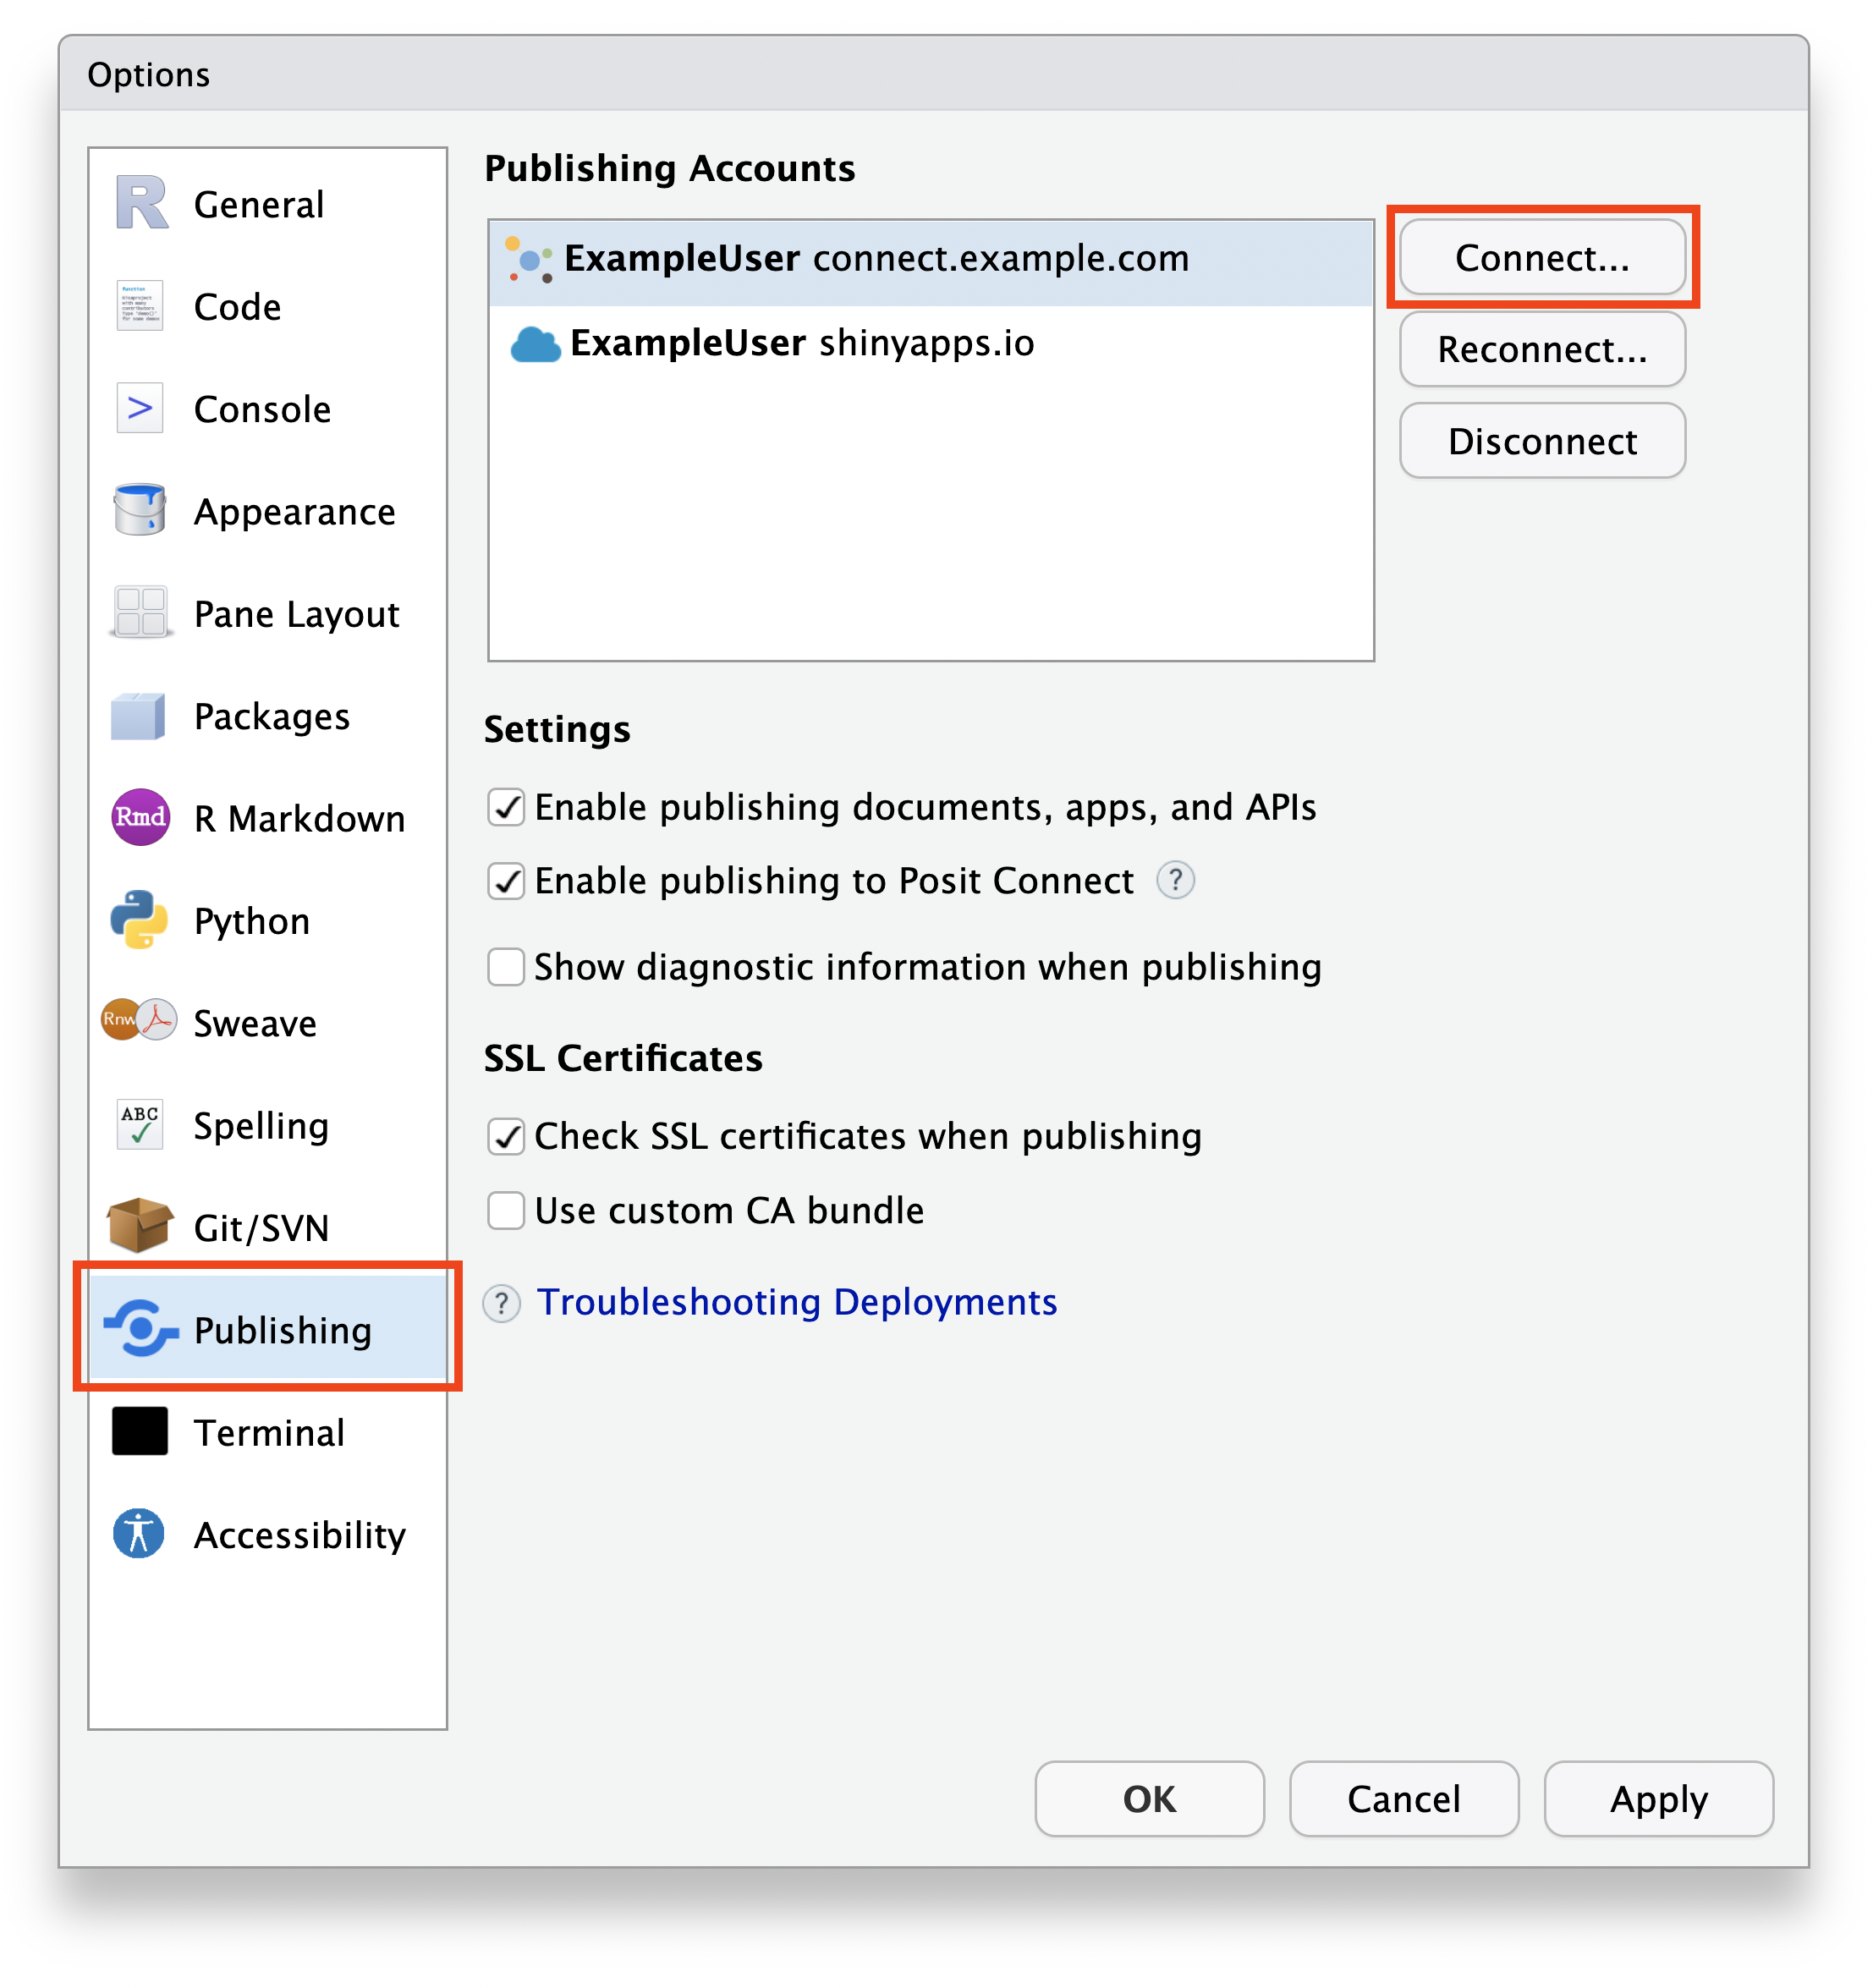 Options
General
Code
Console
Appearance
Pane Layout
Packages
Rmd R Markdown
Python
Rnw Sweave
ABC
Spelling
Git/SVN
Publishing
Terminal
Accessibility
Publishing Accounts
ExampleUser connect.example.com
ExampleUser shinyapps.io
Connect...
Reconnect...
Disconnect
Settings
Enable publishing documents, apps, and APIs
Enable publishing to Posit Connect ?
Show diagnostic information when publishing
SSL Certificates
Check SSL certificates when publishing
Use custom CA bundle
? Troubleshooting Deployments
OK Cancel Apply